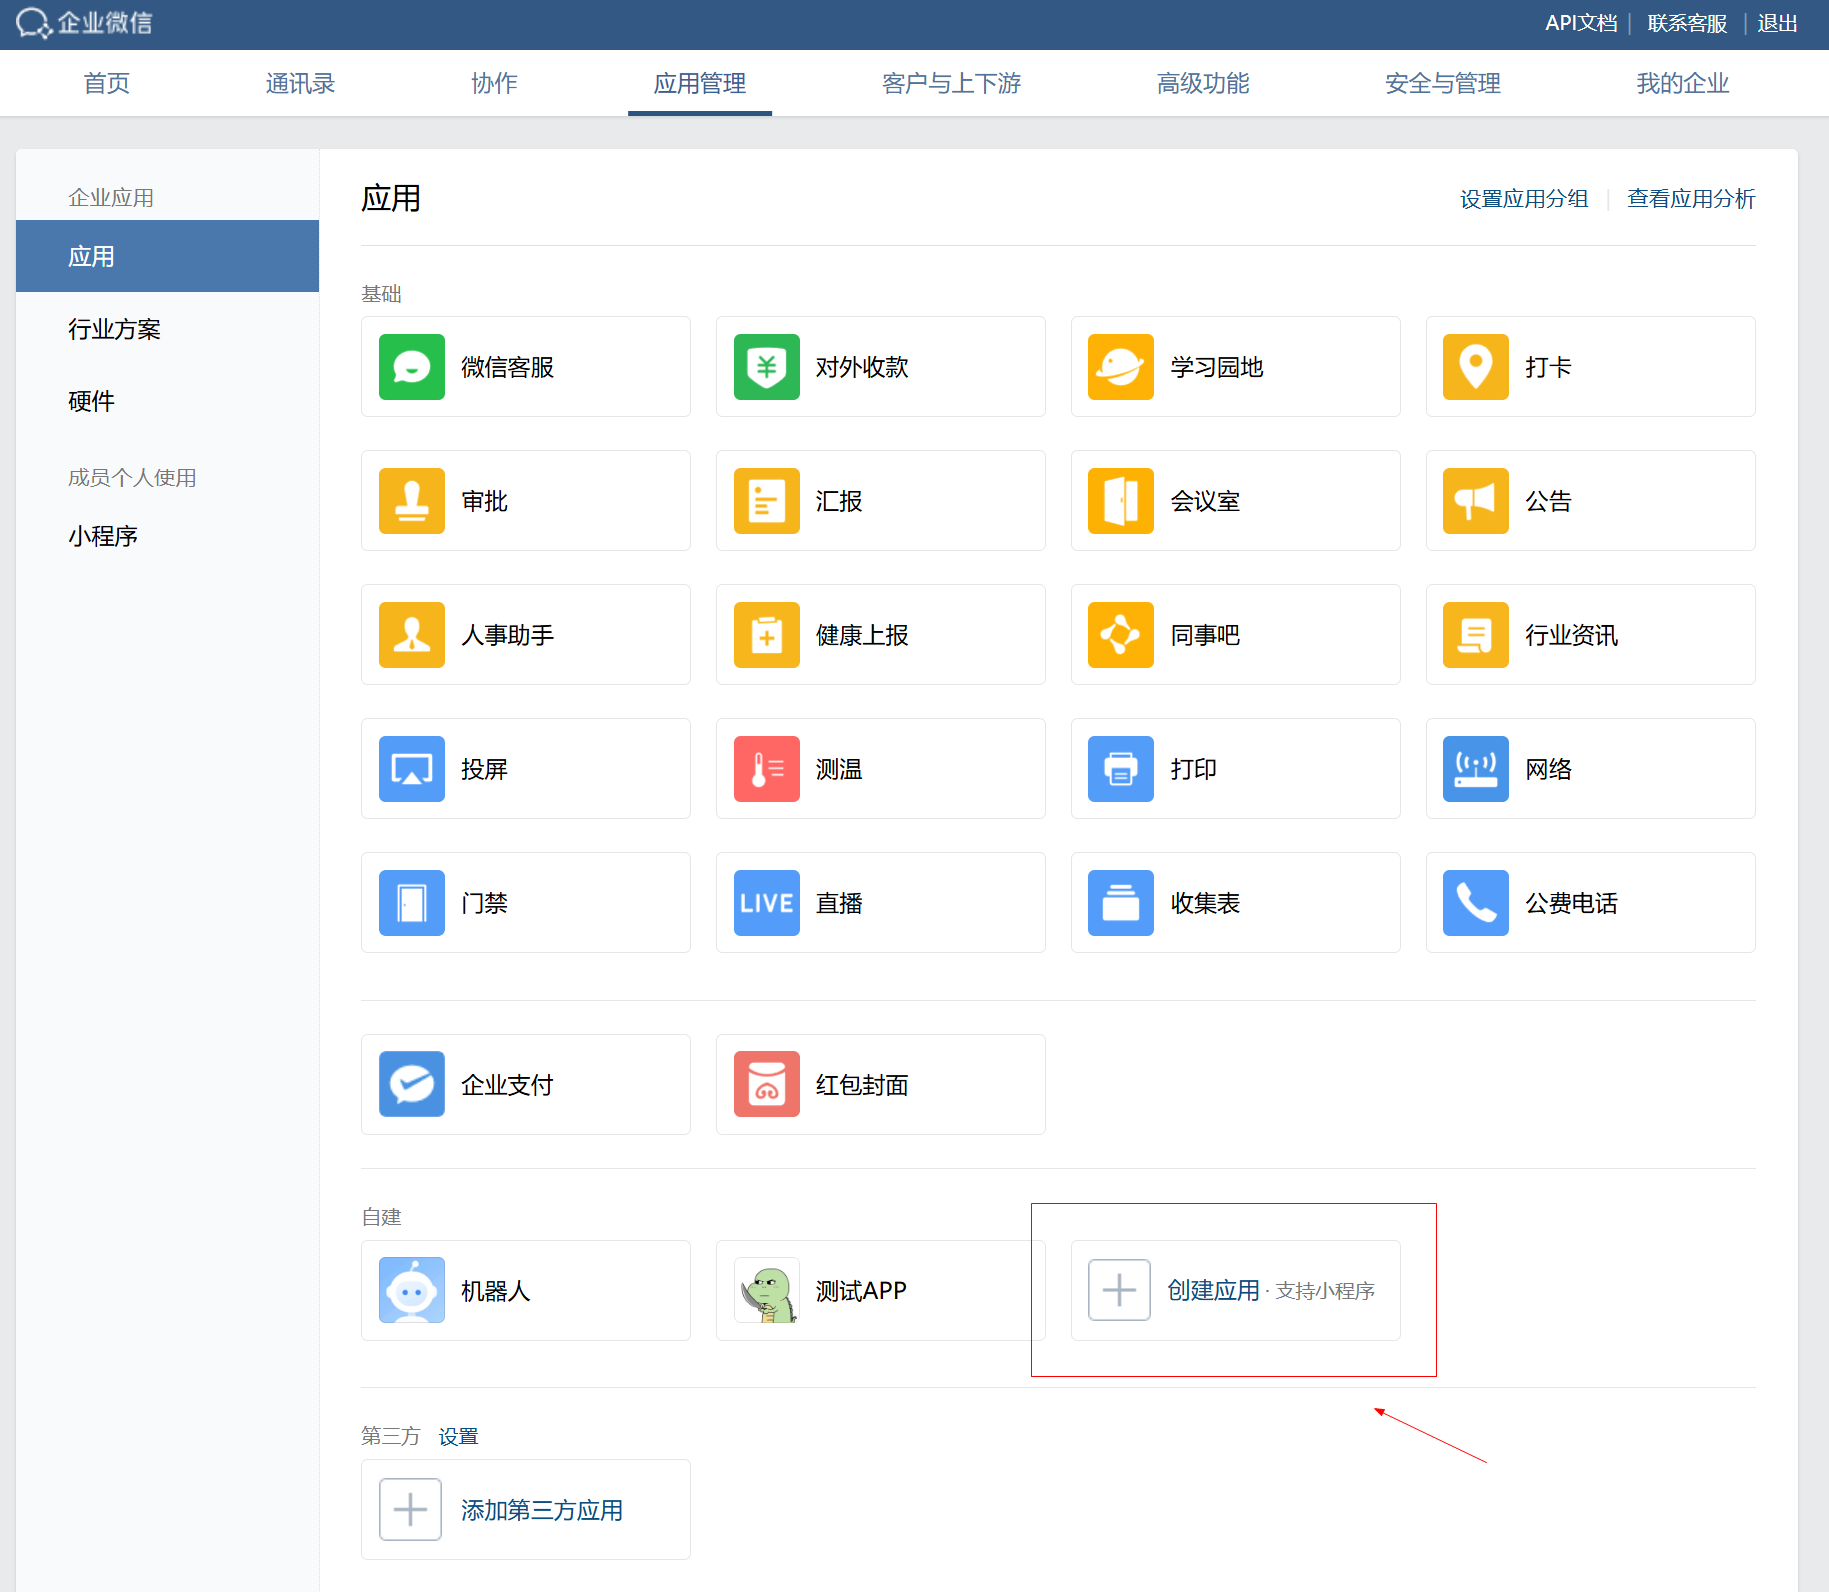 企业微信
API文档 联系客服 退出
首页 通讯录 协作 应用管理 客户与上下游 高级功能 安全与管理 我的企业
企业应用
应用
行业方案
硬件
成员个人使用
小程序
应用
设置应用分组 查看应用分析
基础
微信客服 对外收款 学习园地 打卡
审批 汇报 会议室 公告
人事助手 健康上报 同事吧 行业资讯
投屏 测温 打印 网络
门禁 LIVE 直播 收集表 公费电话
企业支付 红包封面
自建
机器人 测试APP 创建应用 · 支持小程序
第三方 设置
添加第三方应用